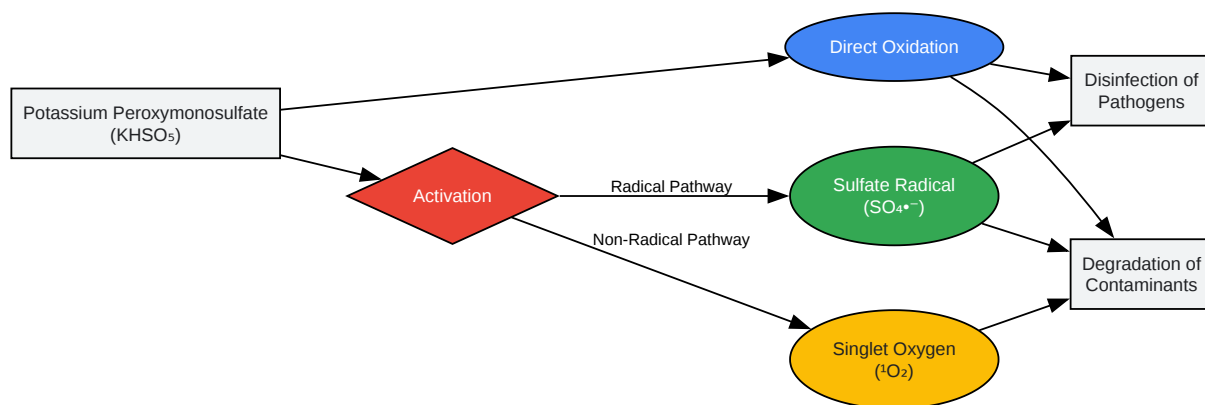 Direct Oxidation
Disinfection of
Pathogens
Potassium Peroxymonosulfate
(KHSO₅)
Activation
Radical Pathway
Sulfate Radical
(SO₄•⁻)
Non-Radical Pathway
Degradation of
Contaminants
Singlet Oxygen
(¹O₂)